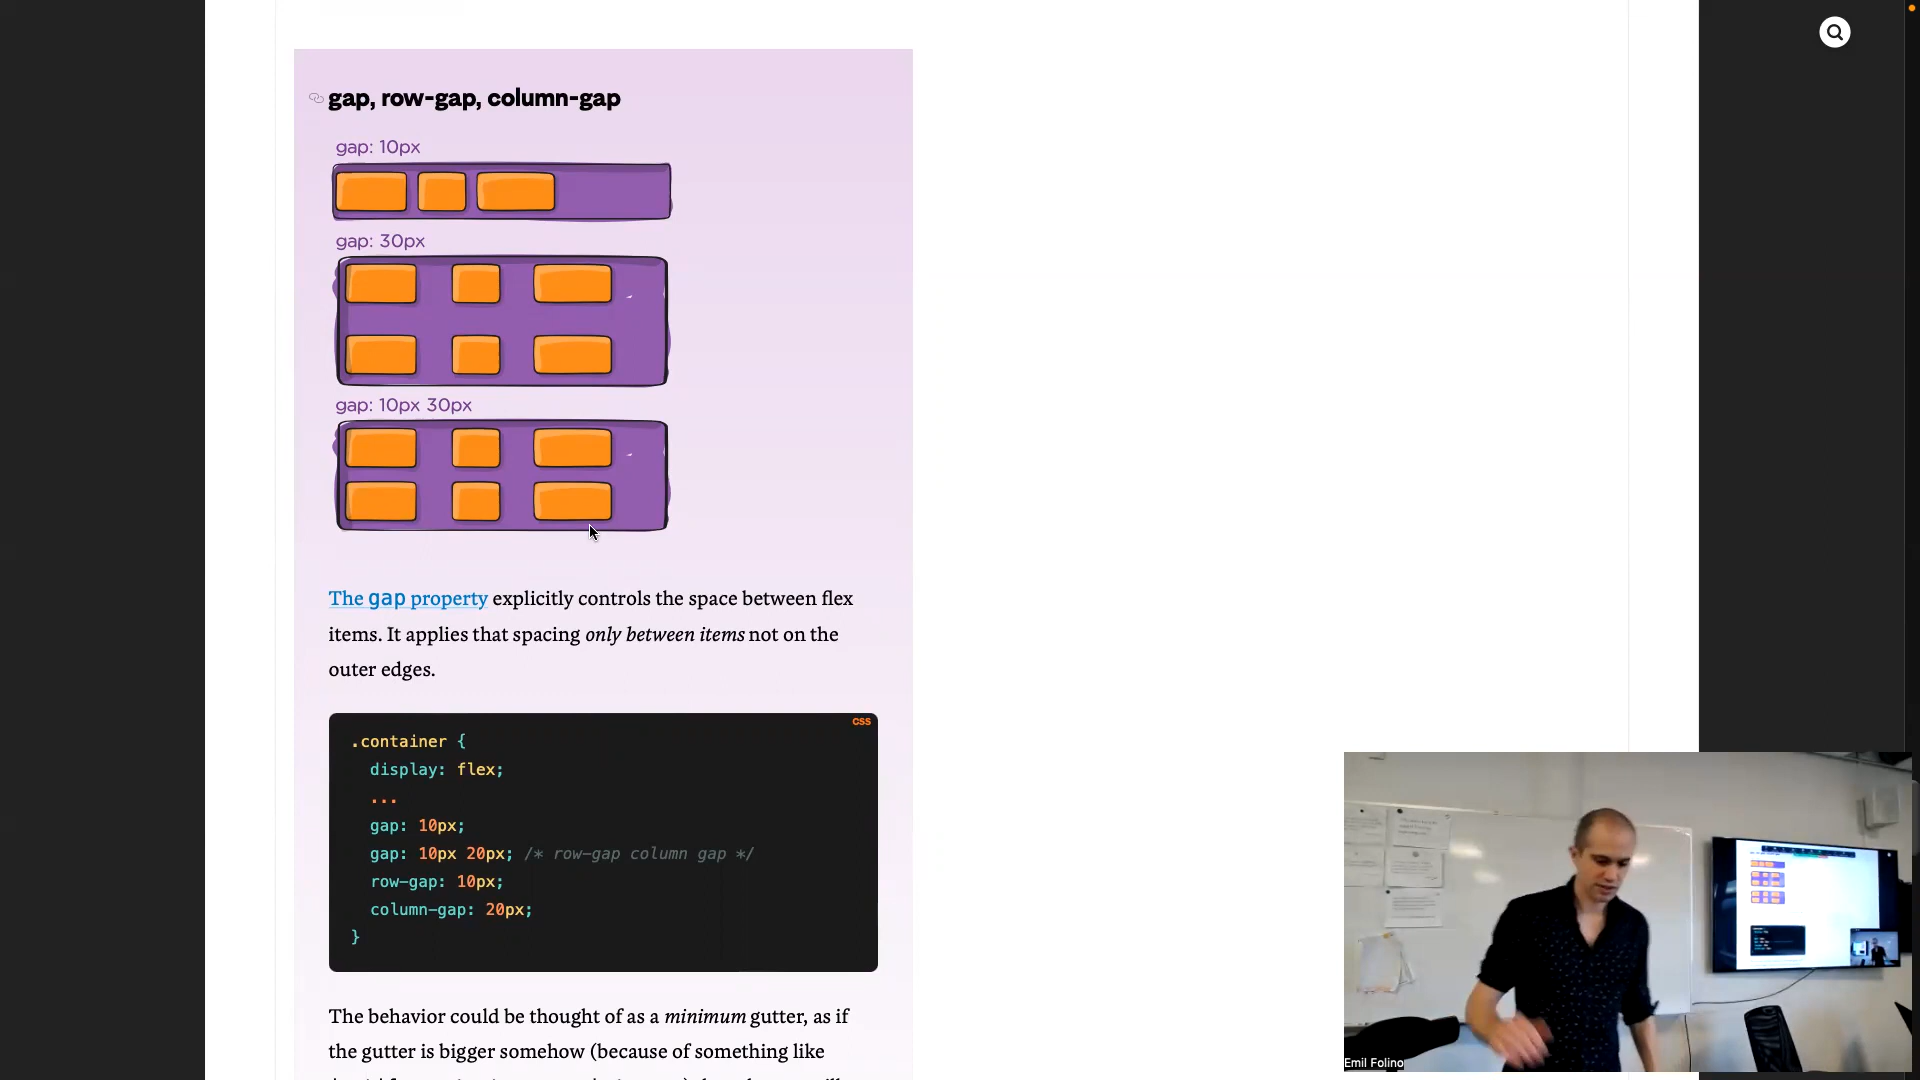 gap, row-gap, column-gap
gap: 10px
gap: 30px
gap: 10px 30px
The gap property explicitly controls the space between flex
items. It applies that spacing only between items not on the
outer edges.
css
.container {
display: flex;
...
gap: 10px;
gap: 10px 20px; /* row-gap column gap */
row-gap: 10px;
column-gap: 20px;
}
The behavior could be thought of as a minimum gutter, as if
the gutter is bigger somehow (because of something like
Emil Folino